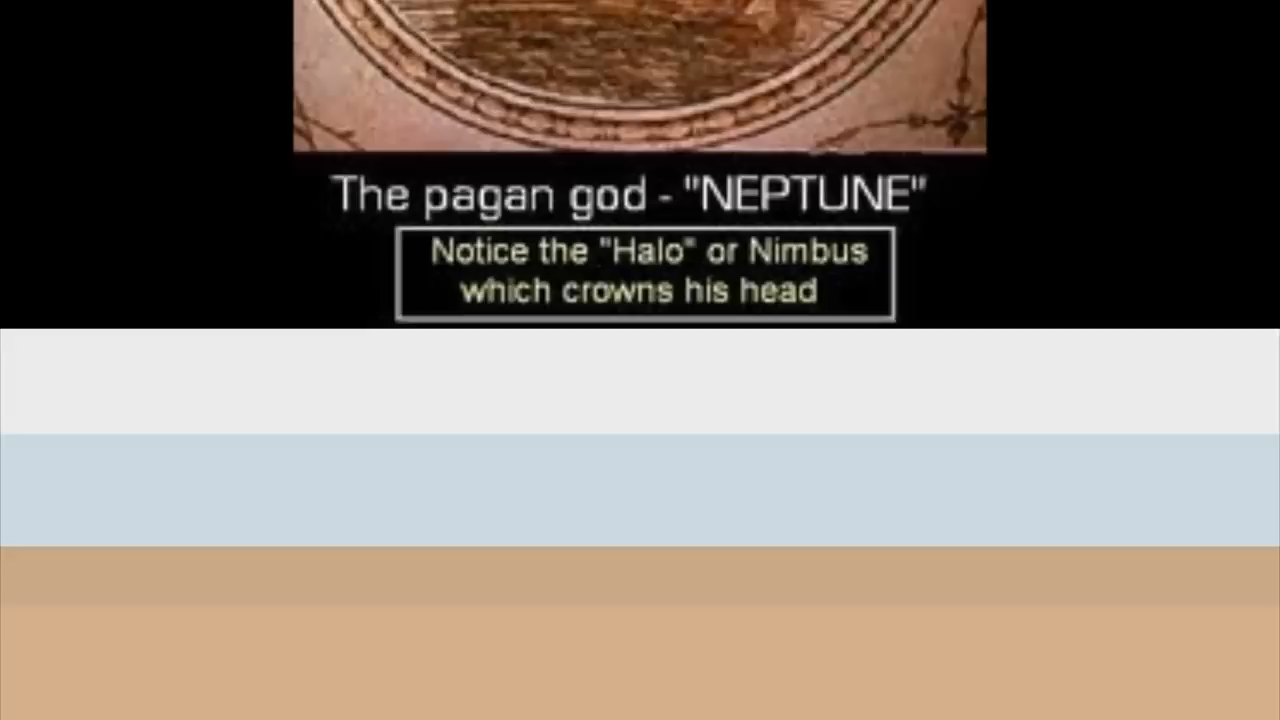 The pagan god - "NEPTUNE"
Notice the "Halo" or Nimbus
which crowns his head